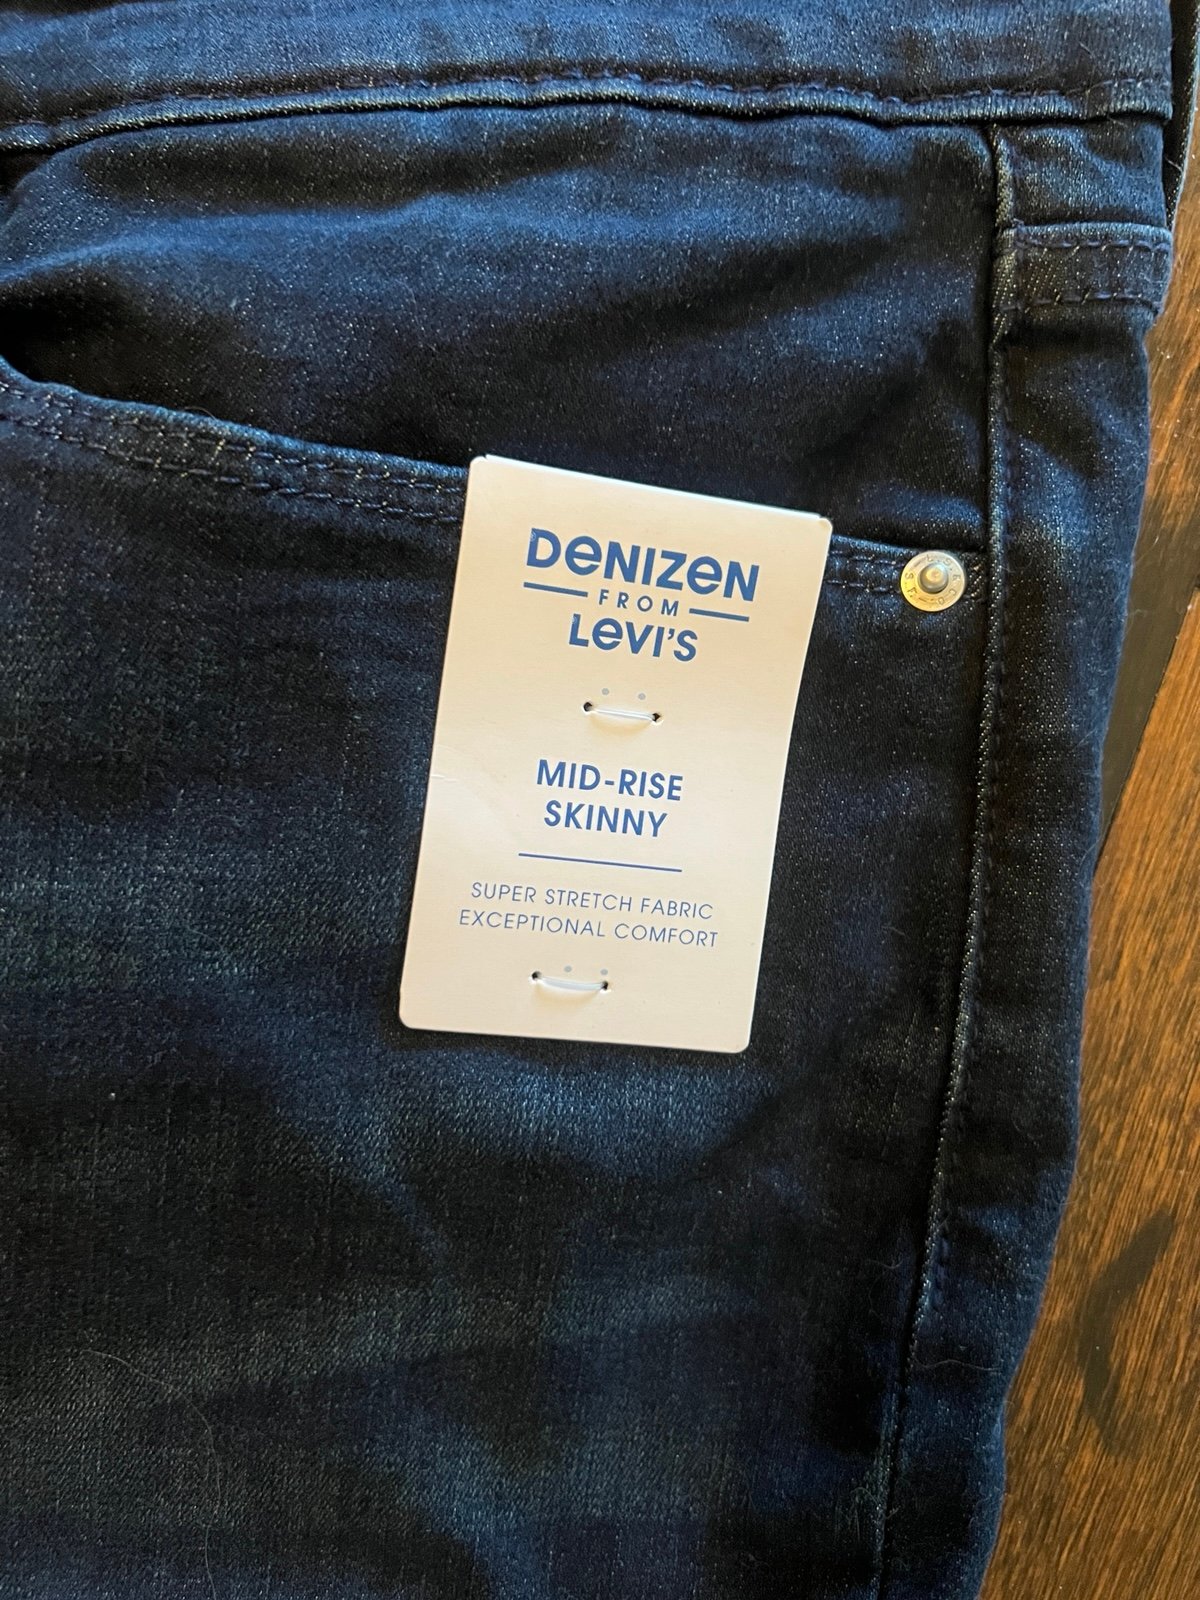 DENIZEN
FROM
LEVI'S
MID-RISE
SKINNY
SUPER STRETCH FABRIC
EXCEPTIONAL COMFORT